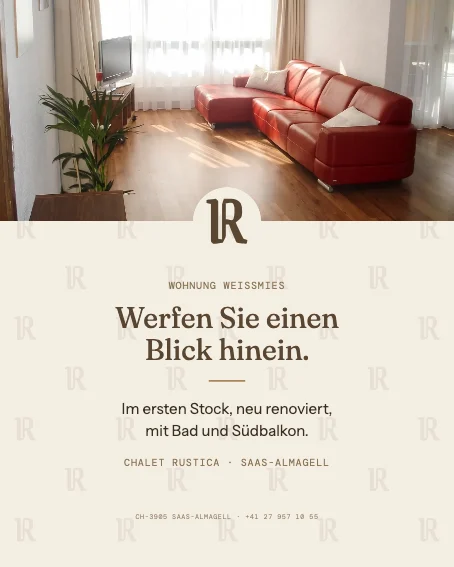 R
WOHNUNG WEISSMIES
Werfen Sie einen
Blick hinein.
Im ersten Stock, neu renoviert,
mit Bad und Südbalkon.
CHALET RUSTICA · SAAS-ALMAGELL
CH-3905 SAAS-ALMAGELL · +41 27 957 10 55